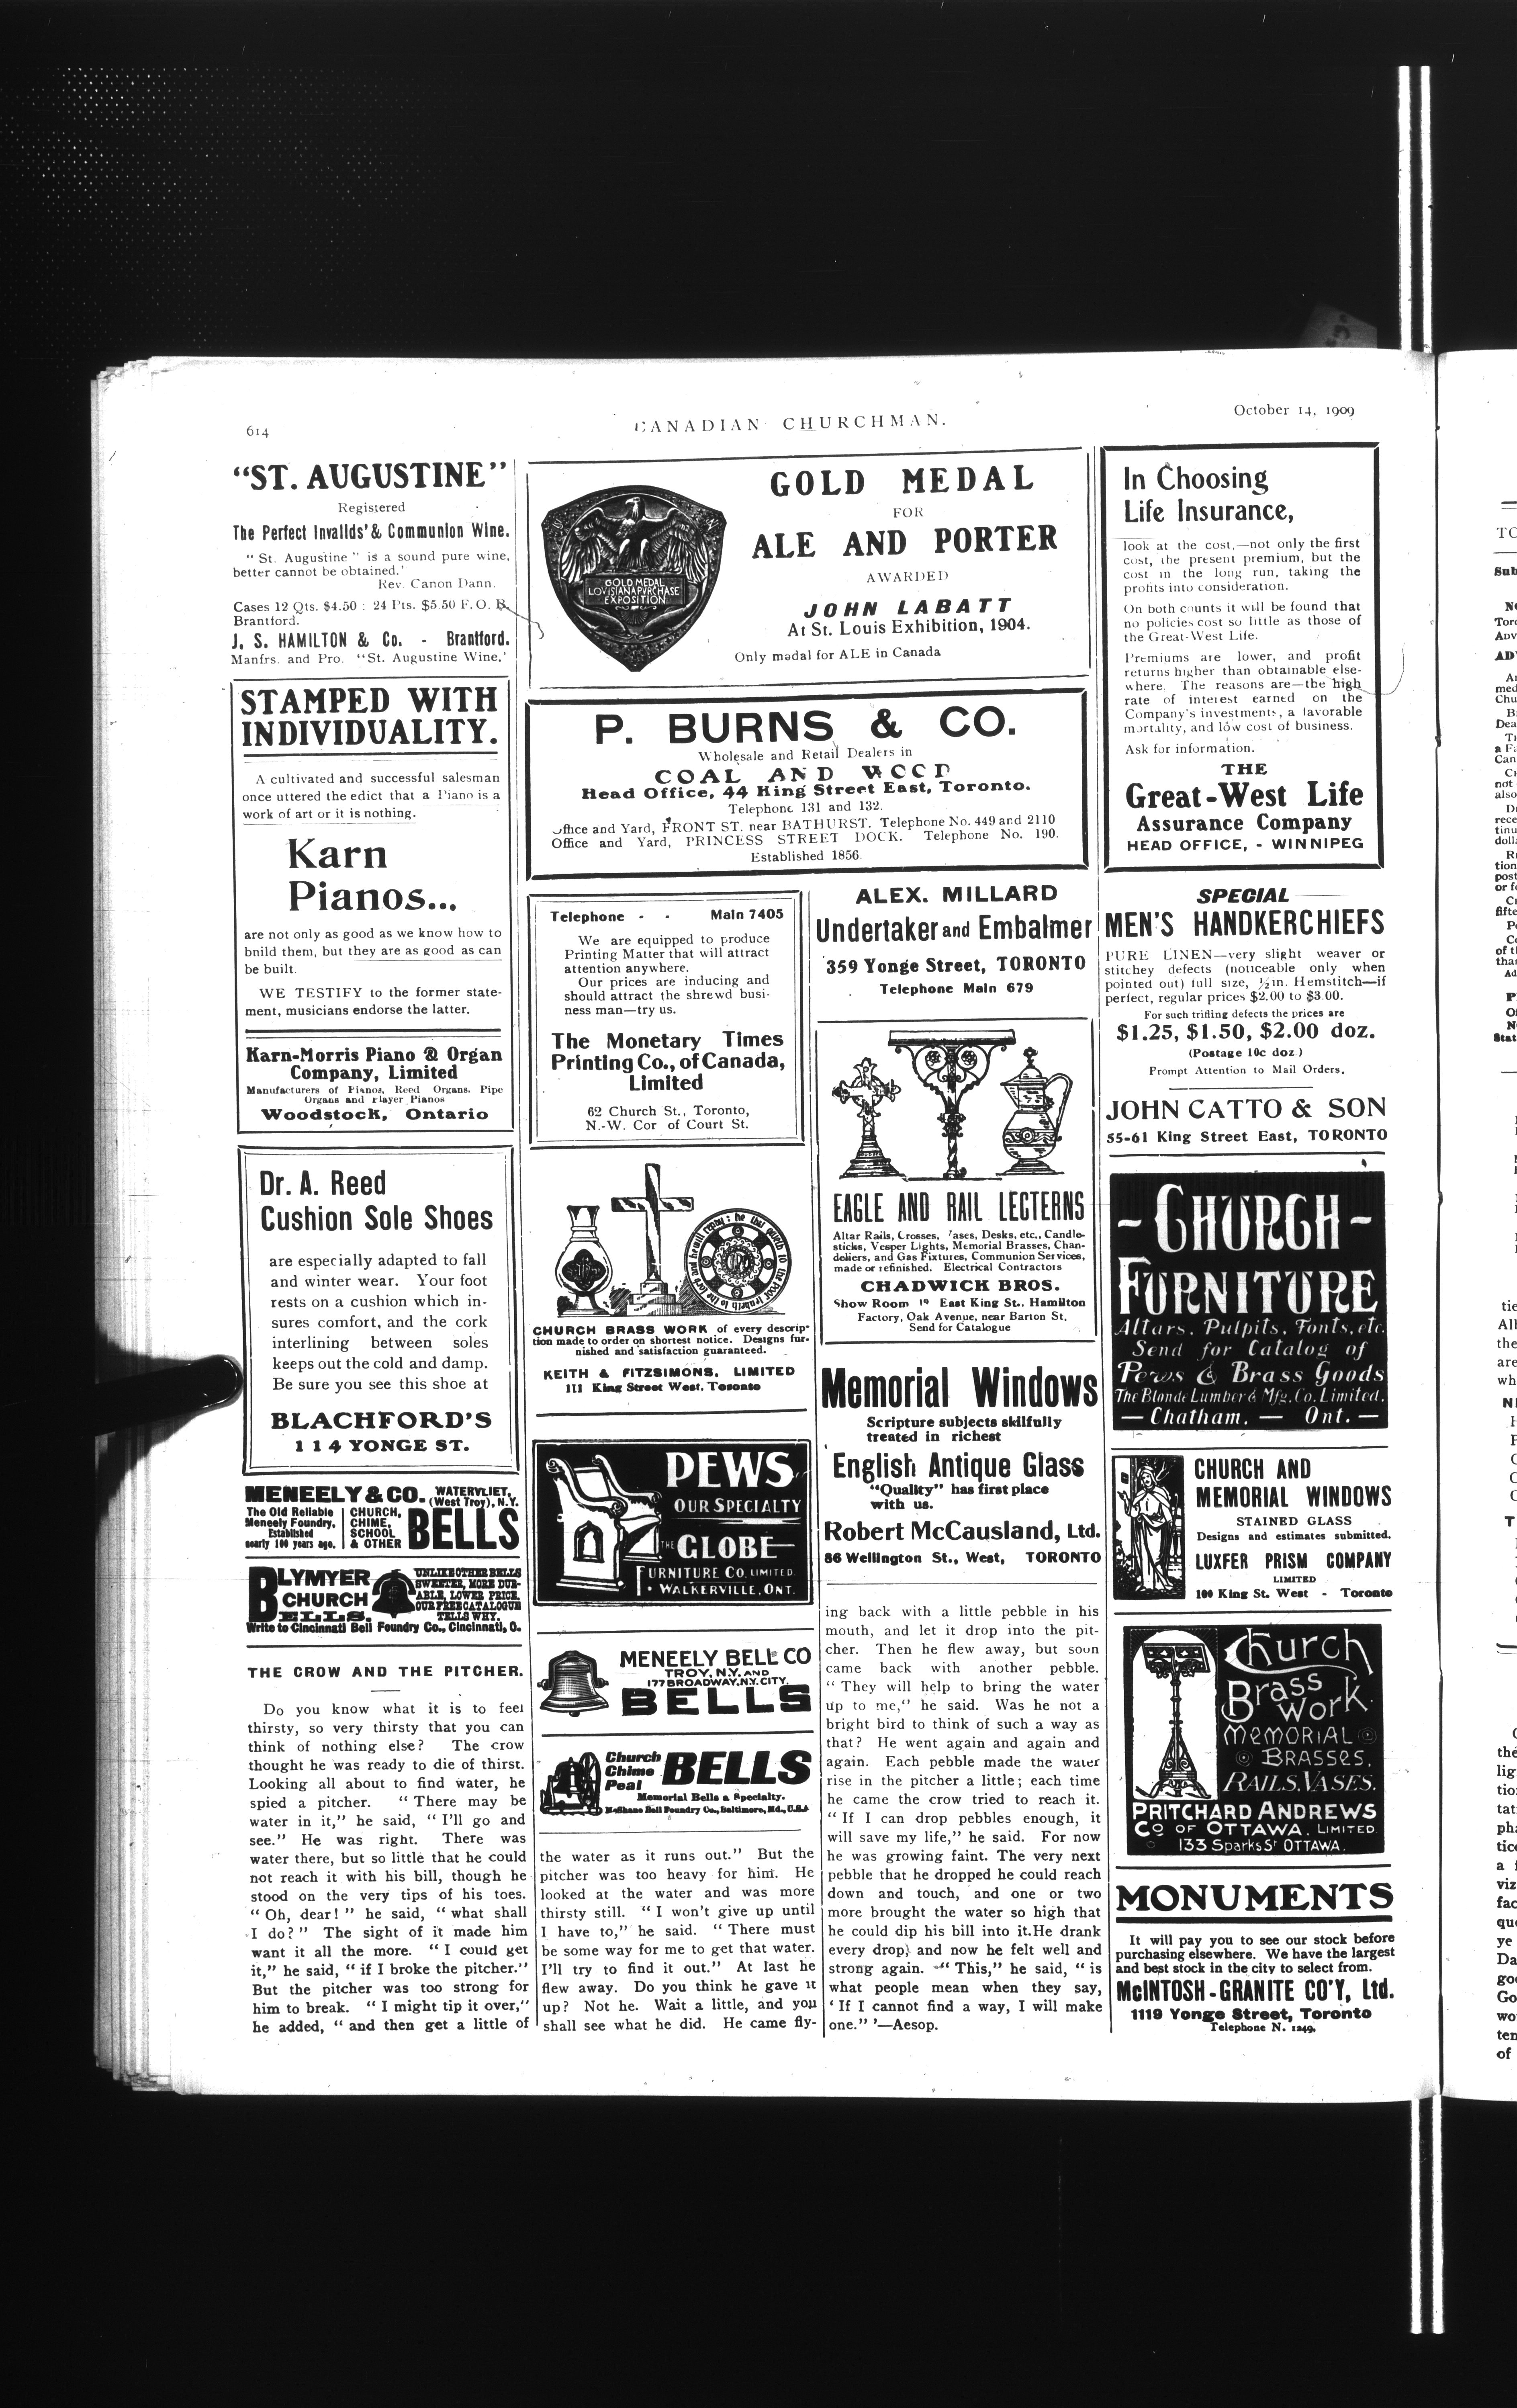 614
CANADIAN CHURCHMAN.
October 14, 1909
"ST. AUGUSTINE"
Registered
The Perfect Invalids' & Communion Wine.
" St. Augustine " is a sound pure wine,
better cannot be obtained.'
Rev. Canon Dann.
Cases 12 Qts. $4.50 : 24 Pts. $5 50 F. O. B.
Brantford.
J. S. HAMILTON & Co. - Brantford.
Manfrs. and Pro. "St. Augustine Wine.'
STAMPED WITH
INDIVIDUALITY.
A cultivated and successful salesman
once uttered the edict that a Piano is a
work of art or it is nothing.
Karn
Pianos...
are not only as good as we know how to
bnild them, but they are as good as can
be built.
WE TESTIFY to the former state-
ment, musicians endorse the latter.
Karn-Morris Piano & Organ
Company, Limited
Manufacturers of Pianos, Reed Organs, Pipe
Organs and Player Pianos
Woodstock, Ontario
Dr. A. Reed
Cushion Sole Shoes
are especially adapted to fall
and winter wear. Your foot
rests on a cushion which in-
sures comfort, and the cork
interlining between soles
keeps out the cold and damp.
Be sure you see this shoe at
BLACHFORD'S
114 YONGE ST.
MENEELY & CO. WATERVLIET,
(West Troy), N.Y.
The Old Reliable
Meneely Foundry,
Established
nearly 100 years ago.
CHURCH,
CHIME,
SCHOOL
& OTHER
BELLS
BLYMYER
CHURCH
BELLS.
UNLIKE OTHER BELLS
SWEETER, MORE DUR-
ABLE, LOWER PRICE.
OUR FREE CATALOGUE
TELLS WHY.
Write to Cincinnati Bell Foundry Co., Cincinnati, O.
THE CROW AND THE PITCHER.
Do you know what it is to feel
thirsty, so very thirsty that you can
think of nothing else? The crow
thought he was ready to die of thirst.
Looking all about to find water, he
spied a pitcher. " There may be
water in it," he said, " I'll go and
see." He was right. There was
water there, but so little that he could
not reach it with his bill, though he
stood on the very tips of his toes.
" Oh, dear! " he said, " what shall
I do? " The sight of it made him
want it all the more. " I could get
it," he said, " if I broke the pitcher."
But the pitcher was too strong for
him to break. " I might tip it over,"
he added, " and then get a little of
GOLD MEDAL
LOVISIANA PVRCHASE
EXPOSITION
GOLD MEDAL
FOR
ALE AND PORTER
AWARDED
JOHN LABATT
At St. Louis Exhibition, 1904.
Only medal for ALE in Canada
P. BURNS & CO.
Wholesale and Retail Dealers in
COAL AND WOOD
Head Office, 44 King Street East, Toronto.
Telephone 131 and 132.
Office and Yard, FRONT ST. near BATHURST. Telephone No. 449 and 2110
Office and Yard, PRINCESS STREET DOCK. Telephone No. 190.
Established 1856.
Telephone - - Main 7405
We are equipped to produce
Printing Matter that will attract
attention anywhere.
Our prices are inducing and
should attract the shrewd busi-
ness man—try us.
The Monetary Times
Printing Co., of Canada,
Limited
62 Church St., Toronto,
N.-W. Cor of Court St.
CHURCH BRASS WORK of every descrip-
tion made to order on shortest notice. Designs fur-
nished and satisfaction guaranteed.
KEITH & FITZSIMONS, LIMITED
111 King Street West, Toronto
PEWS
OUR SPECIALTY
THE GLOBE
FURNITURE CO. LIMITED.
WALKERVILLE, ONT.
MENEELY BELL CO
TROY, N.Y. AND
177 BROADWAY, N.Y. CITY.
BELLS
Church
Chime
Peal
BELLS
Memorial Bells a Specialty.
McShane Bell Foundry Co., Baltimore, Md., U.S.A
the water as it runs out." But the
pitcher was too heavy for him. He
looked at the water and was more
thirsty still. " I won't give up until
I have to," he said. " There must
be some way for me to get that water.
I'll try to find it out." At last he
flew away. Do you think he gave it
up? Not he. Wait a little, and you
shall see what he did. He came fly-
ALEX. MILLARD
Undertaker and Embalmer
359 Yonge Street, TORONTO
Telephone Main 679
EAGLE AND RAIL LECTERNS
Altar Rails, Crosses, Vases, Desks, etc., Candle-
sticks, Vesper Lights, Memorial Brasses, Chan-
deliers, and Gas Fixtures, Communion Services,
made or refinished. Electrical Contractors
CHADWICK BROS.
Show Room 19 East King St., Hamilton
Factory, Oak Avenue, near Barton St.
Send for Catalogue
Memorial Windows
Scripture subjects skilfully
treated in richest
English Antique Glass
"Quality" has first place
with us.
Robert McCausland, Ltd.
86 Wellington St., West, TORONTO
ing back with a little pebble in his
mouth, and let it drop into the pit-
cher. Then he flew away, but soon
came back with another pebble.
" They will help to bring the water
up to me," he said. Was he not a
bright bird to think of such a way as
that? He went again and again and
again. Each pebble made the water
rise in the pitcher a little; each time
he came the crow tried to reach it.
" If I can drop pebbles enough, it
will save my life," he said. For now
he was growing faint. The very next
pebble that he dropped he could reach
down and touch, and one or two
more brought the water so high that
he could dip his bill into it.He drank
every drop, and now he felt well and
strong again. " This," he said, " is
what people mean when they say,
' If I cannot find a way, I will make
one." '—Aesop.
In Choosing
Life Insurance,
look at the cost,—not only the first
cost, the present premium, but the
cost in the long run, taking the
profits into consideration.
On both counts it will be found that
no policies cost so little as those of
the Great-West Life.
Premiums are lower, and profit
returns higher than obtainable else-
where. The reasons are—the high
rate of interest earned on the
Company's investments, a favorable
mortality, and low cost of business.
Ask for information.
THE
Great-West Life
Assurance Company
HEAD OFFICE, - WINNIPEG
SPECIAL
MEN'S HANDKERCHIEFS
PURE LINEN—very slight weaver or
stitchey defects (noticeable only when
pointed out) full size, ½in. Hemstitch—if
perfect, regular prices $2.00 to $3.00.
For such trifling defects the prices are
$1.25, $1.50, $2.00 doz.
(Postage 10c doz.)
Prompt Attention to Mail Orders.
JOHN CATTO & SON
55-61 King Street East, TORONTO
- CHURCH -
FURNITURE
Altars. Pulpits. Fonts, etc.
Send for Catalog of
Pews & Brass Goods
The Blonde Lumber & Mfg. Co. Limited.
— Chatham. — Ont. —
CHURCH AND
MEMORIAL WINDOWS
STAINED GLASS
Designs and estimates submitted.
LUXFER PRISM COMPANY
LIMITED
100 King St. West - Toronto
Church
Brass
Work.
MEMORIAL
BRASSES.
RAILS, VASES.
PRITCHARD ANDREWS
CO OF OTTAWA. LIMITED
133 Sparks St OTTAWA.
MONUMENTS
It will pay you to see our stock before
purchasing elsewhere. We have the largest
and best stock in the city to select from.
McINTOSH-GRANITE CO'Y, Ltd.
1119 Yonge Street, Toronto
Telephone N. 1249.